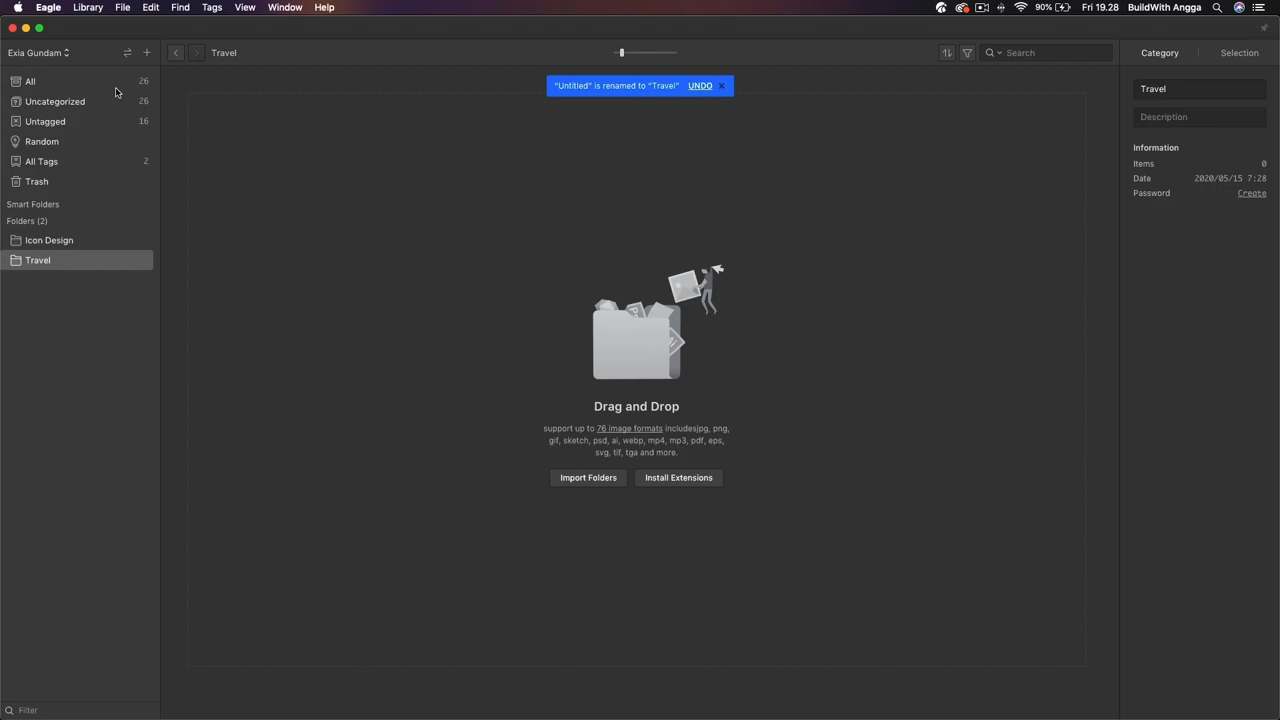 Eagle Library File Edit Find Tags View Window Help 90% Fri 19.28 BuildWith Angga
Exia Gundam Travel Search Category Selection
All 26
Uncategorized 26
Untagged 16
Random
All Tags 2
Trash
Smart Folders
Folders (2)
Icon Design
Travel
"Untitled" is renamed to "Travel" UNDO
Drag and Drop
support up to 76 image formats includesjpg, png,
gif, sketch, psd, ai, webp, mp4, mp3, pdf, eps,
svg, tif, tga and more.
Import Folders Install Extensions
Travel
Description
Information
Items 0
Date 2020/05/15 7:28
Password Create
Filter